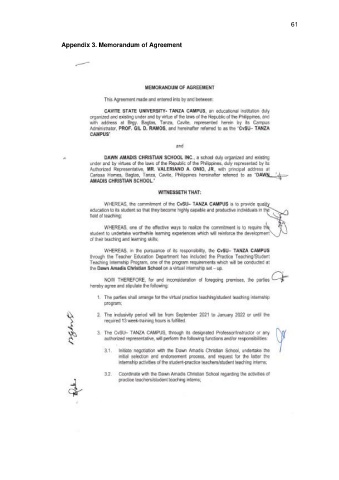 61
Appendix 3. Memorandum of Agreement
MEMORANDUM OF AGREEMENT
This Agreement made and entered into by and between:
CAVITE STATE UNIVERSITY- TANZA CAMPUS, an educational institution duly
organized and existing under and by virtue of the laws of the Republic of the Philippines, and
with address at Brgy. Bagtas, Tanza, Cavite, represented herein by its Campus
Administrator, PROF. GIL D. RAMOS, and hereinafter referred to as the "CvSU- TANZA
CAMPUS"
and
DAWN AMADIS CHRISTIAN SCHOOL INC., a school duly organized and existing
under and by virtues of the laws of the Republic of the Philippines, duly represented by its
Authorized Representative, MR. VALERIANO A. ONIO, JR, with principal address at
Carissa Homes, Bagtas, Tanza, Cavite, Philippines hereinafter referred to as "DAWN
AMADIS CHRISTIAN SCHOOL."
WITNESSETH THAT:
WHEREAS, the commitment of the CvSU- TANZA CAMPUS is to provide quality
education to its student so that they become highly capable and productive individuals in the
field of teaching;
WHEREAS, one of the effective ways to realize the commitment is to require the
student to undertake worthwhile learning experiences which will reinforce the development
of their teaching and learning skills;
WHEREAS, in the pursuance of its responsibility, the CvSU- TANZA CAMPUS
through the Teacher Education Department has included the Practice Teaching/Student
Teaching Internship Program, one of the program requirements which will be conducted at
the Dawn Amadis Christian School on a virtual internship set - up.
NOW THEREFORE, for and inconsideration of foregoing premises, the parties
hereby agree and stipulate the following:
1. The parties shall arrange for the virtual practice teaching/student teaching internship
program;
2. The inclusive period will be from September 2021 to January 2022 or until the
required 13-week training hours is fulfilled
3. The CvSU- TANZA CAMPUS, through its designated Professor/Instructor or any
authorized representative, will perform the following functions and/or responsibilities:
3.1. Initiate negotiation with the Dawn Amadis Christian School, undertake the
initial selection and endorsement process, and request for the latter the
internship activities of the student-practice teachers/student teaching interns;
3.2. Coordinate with the Dawn Amadis Christian School regarding the activities of
practice teachers/student teaching interns;